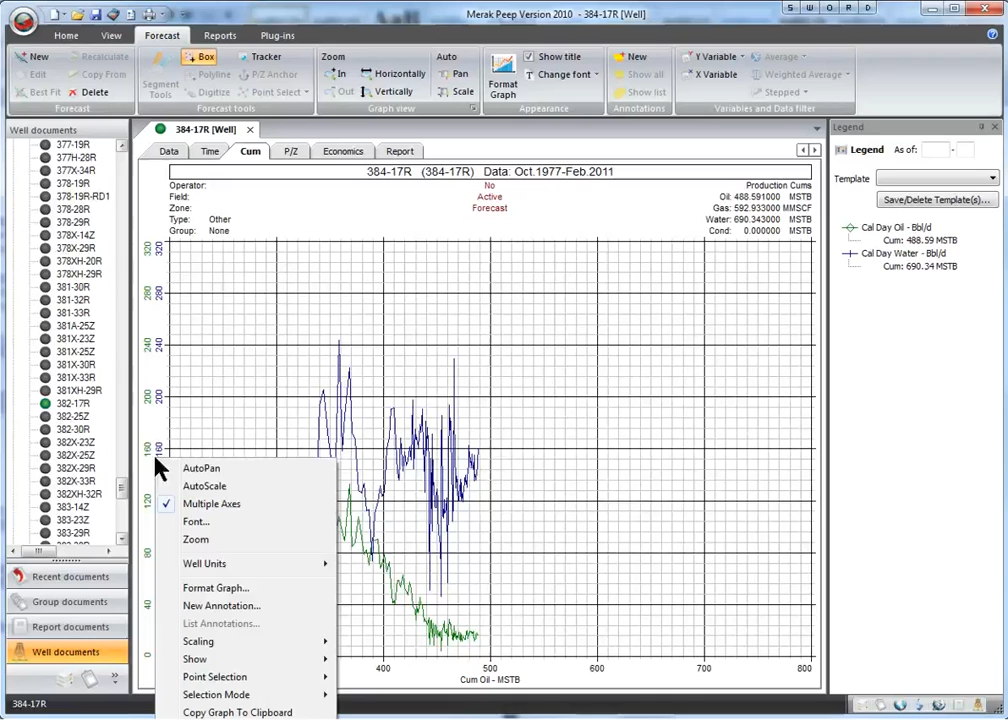 Merak Peep Version 2010 - 384-17R [Well]
S W O R D
Home View Forecast Reports Plug-ins
New Recalculate Box Tracker Zoom Auto Show title New Y Variable Average
Edit Copy From Segment Tools Polyline P/Z Anchor In Horizontally Pan Format Graph Change font Show all X Variable Weighted Average
Best Fit Delete Digitize Point Select Out Vertically Scale Show list Stepped
Forecast Forecast tools Graph view Appearance Annotations Variables and Data filter
Well documents
377-19R
377H-28R
377X-34R
378-19R
378-19R-RD1
378-28R
378-29R
378X-14Z
378X-29R
378XH-20R
378XH-29R
381-30R
381-32R
381-33R
381A-25Z
381X-23Z
381X-25Z
381X-30R
381X-33R
381XH-29R
382-17R
382-25Z
382-30R
382X-23Z
382X-25Z
382X-29R
382XH-32R
383-14Z
383-23Z
383-29R
Recent documents
Group documents
Report documents
Well documents
384-17R
384-17R [Well]
Data Time Cum P/Z Economics Report
384-17R (384-17R) Data: Oct.1977-Feb.2011
Operator: No Production Cums
Field: Active Oil: 488.591000 MSTB
Zone: Forecast Gas: 592.933000 MMSCF
Type: Other Water: 690.343000 MSTB
Group: None Cond: 0.000000 MSTB
320 320
280 280
240 240
200 200
160 160
120
80
40
0
400 500 600 700 800
Cum Oil - MSTB
AutoPan
AutoScale
Multiple Axes
Font...
Zoom
Well Units
Format Graph...
New Annotation...
List Annotations...
Scaling
Show
Point Selection
Selection Mode
Copy Graph To Clipboard
Legend
Legend As of: -
Template
Save/Delete Template(s)...
Cal Day Oil - Bbl/d
Cum: 488.59 MSTB
Cal Day Water - Bbl/d
Cum: 690.34 MSTB